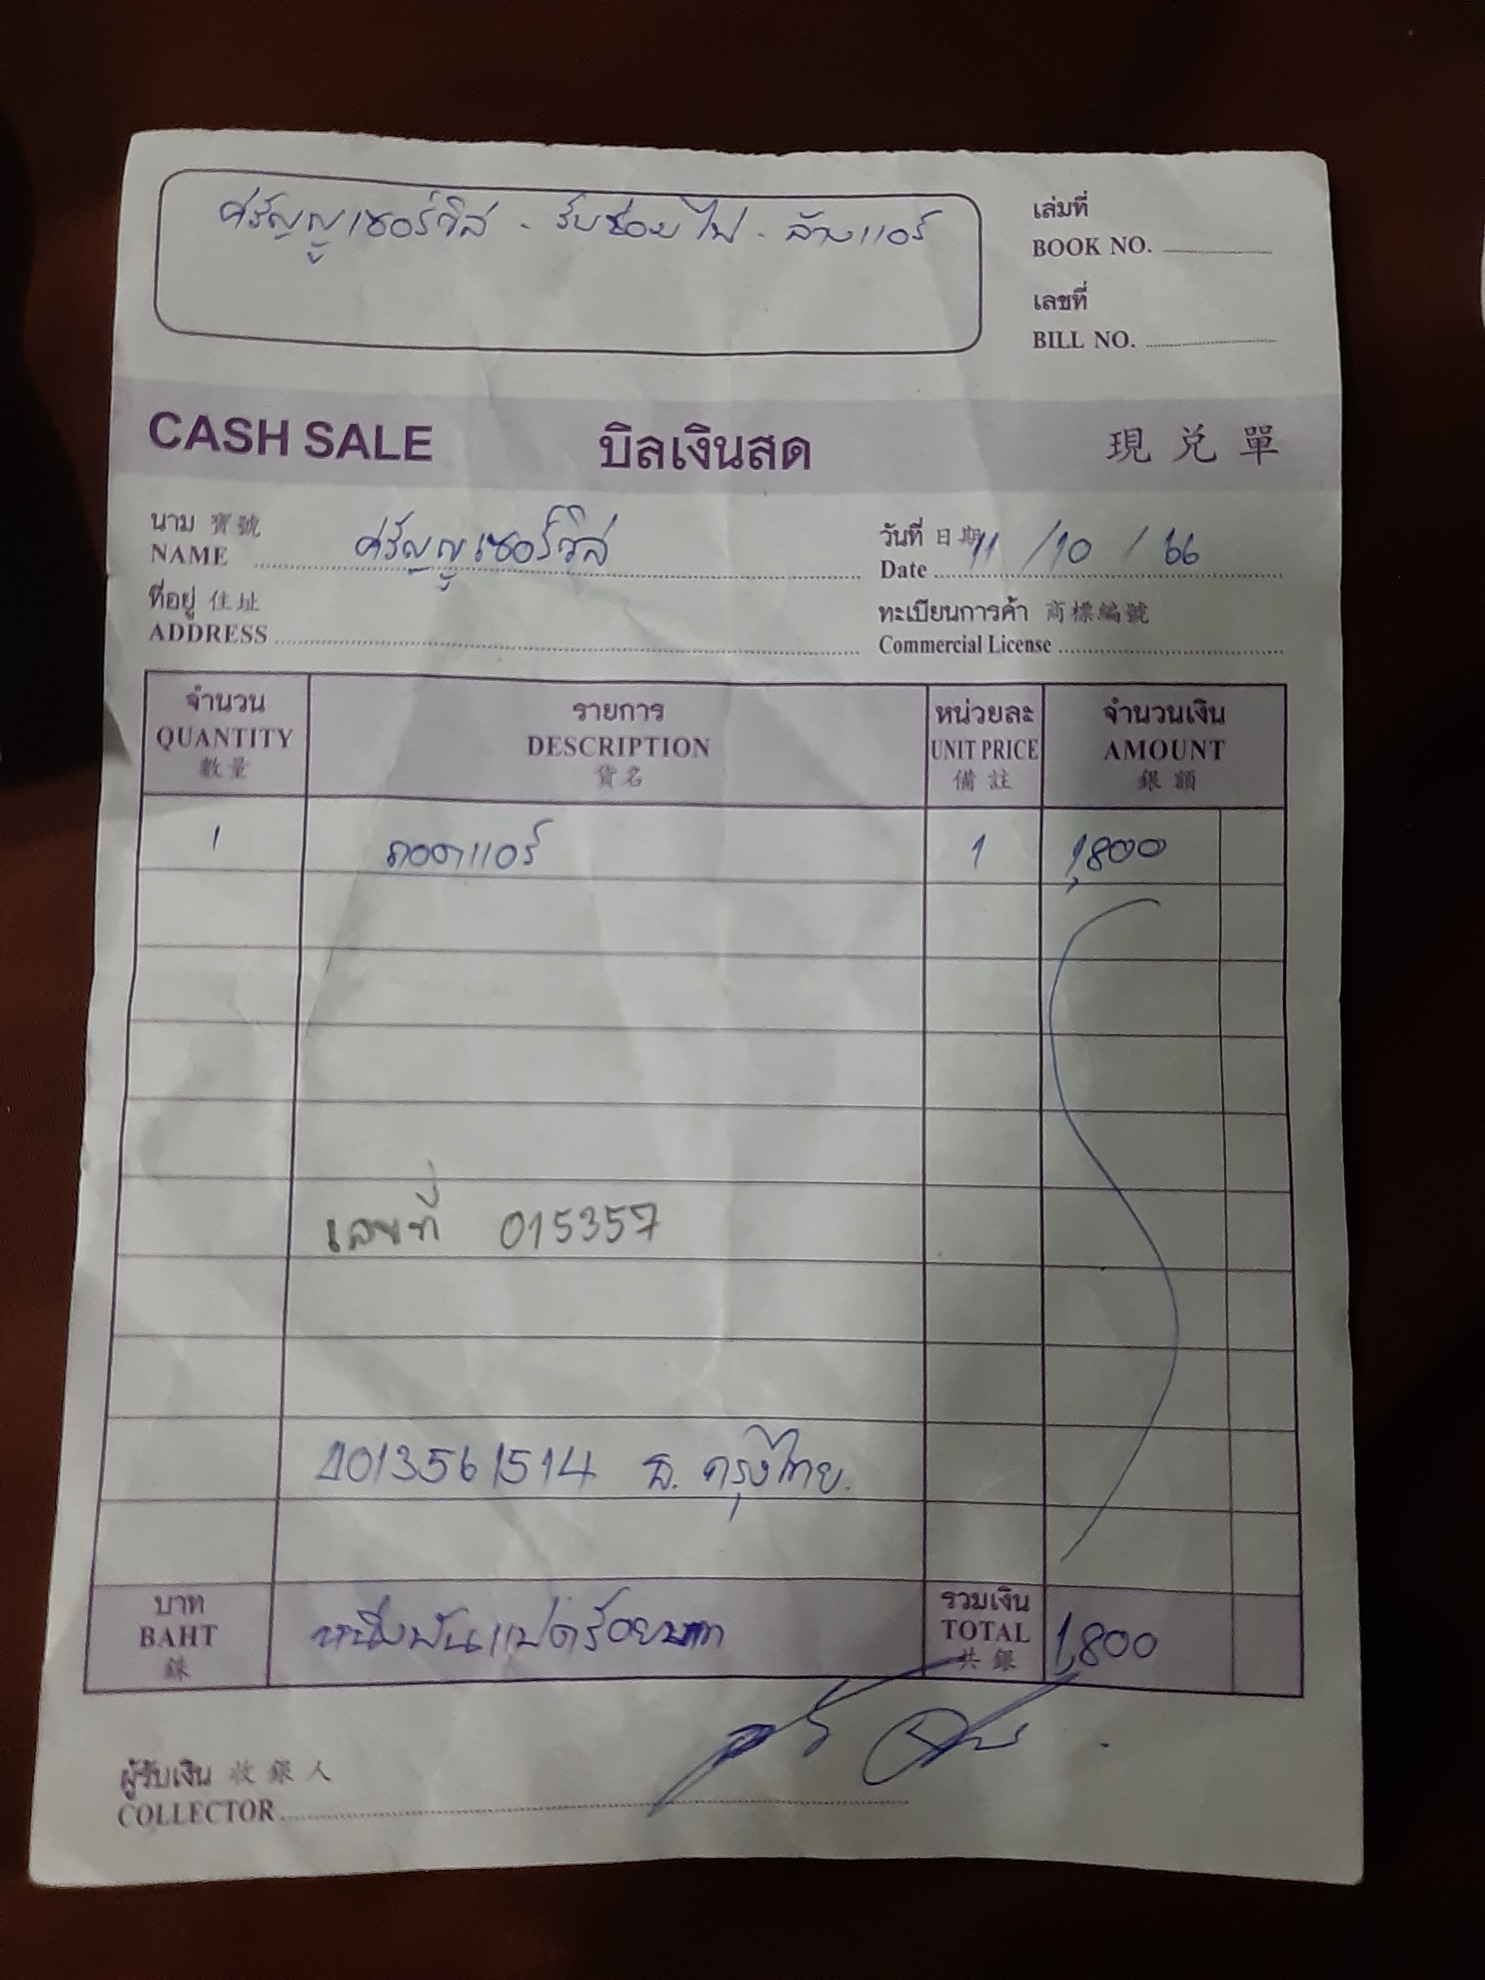 ศรัญญูเซอร์วิส - รับซ่อมไฟ - ล้างแอร์
เล่มที่
BOOK NO.
เลขที่
BILL NO.
CASH SALE บิลเงินสด 現兌單
นาม 寶號
NAME ศรัญญูเซอร์วิส
วันที่ 日期
Date 11 / 10 / 66
ที่อยู่ 住址
ADDRESS
ทะเบียนการค้า 商標編號
Commercial License
จำนวน รายการ หน่วยละ จำนวนเงิน
QUANTITY DESCRIPTION UNIT PRICE AMOUNT
數量 貨名 備註 銀額
1 ถอดแอร์ 1 1,800
เลขที่ 015357
4013561514 ธ. กรุงไทย.
บาท
BAHT หนึ่งพันแปดร้อยบาท
銖
รวมเงิน
TOTAL 1,800
共銀
ผู้รับเงิน 收銀人
COLLECTOR